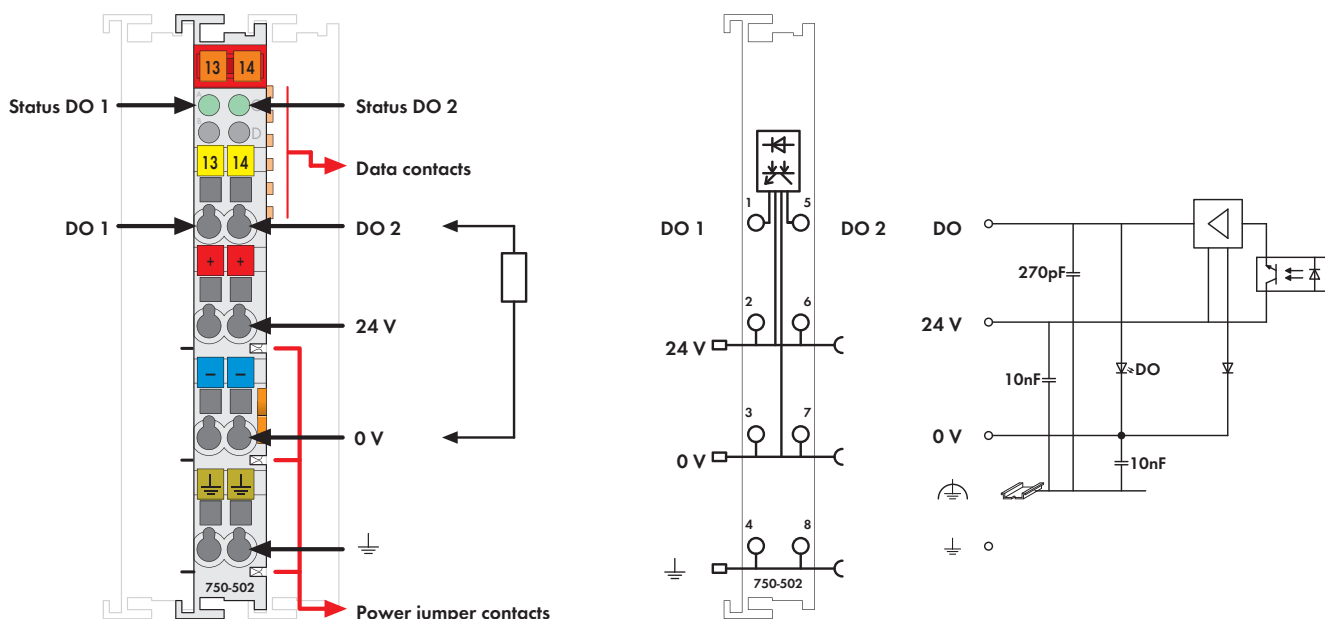 13 14
A
Status DO 1
Status DO 2
B
D
13 14
Data contacts
DO 1
DO 2
+ +
24 V
– –
0 V
750-502
Power jumper contacts
1 5
DO 1
DO 2
2 6
24 V
3 7
0 V
4 8
750-502
DO
270pF
24 V
10nF
DO
0 V
10nF